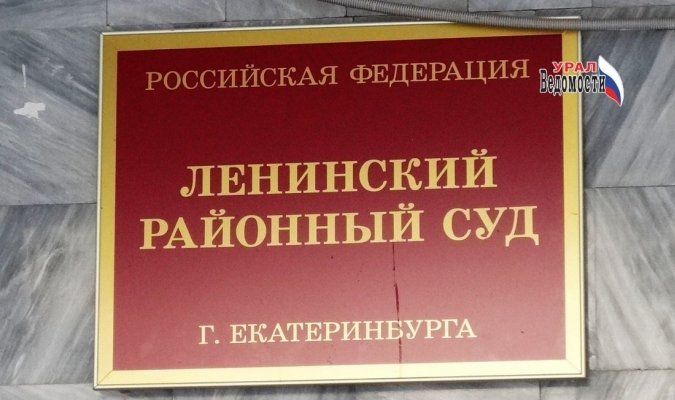 РОССИЙСКАЯ ФЕДЕРАЦИЯ
УРАЛ
ВЕДОМОСТИ
ЛЕНИНСКИЙ
РАЙОННЫЙ СУД
Г. ЕКАТЕРИНБУРГА